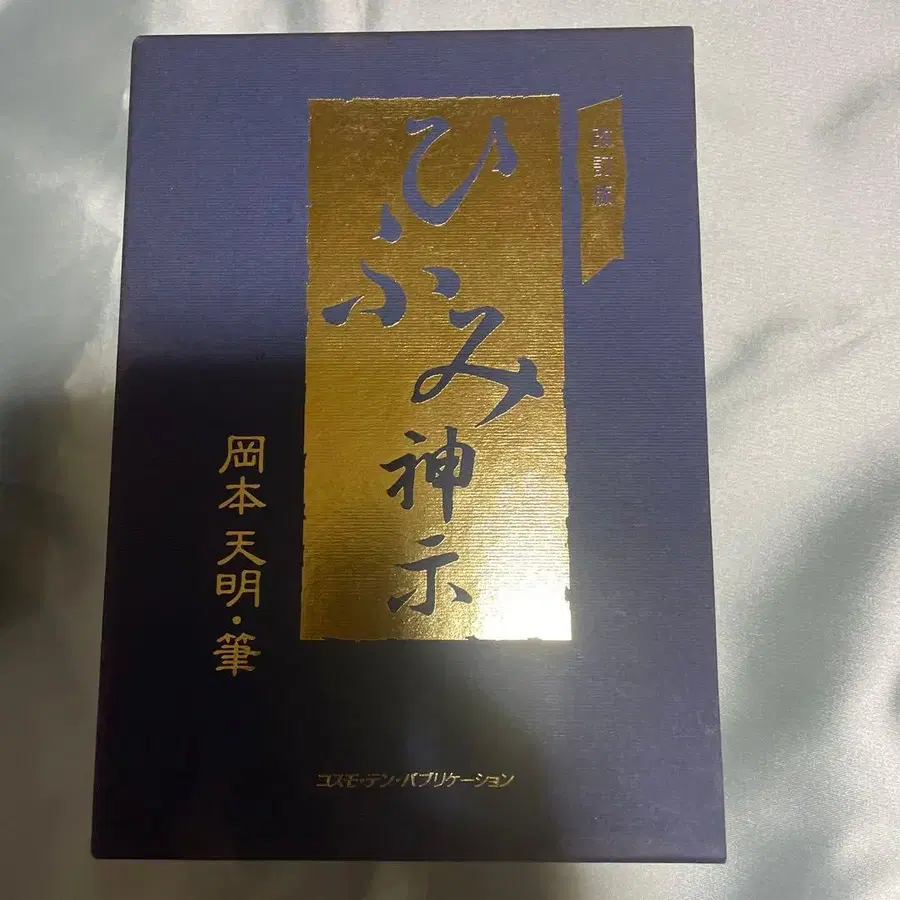 改訂版
ひふみ神示
岡本天明・筆
コスモ・テン・パブリケーション